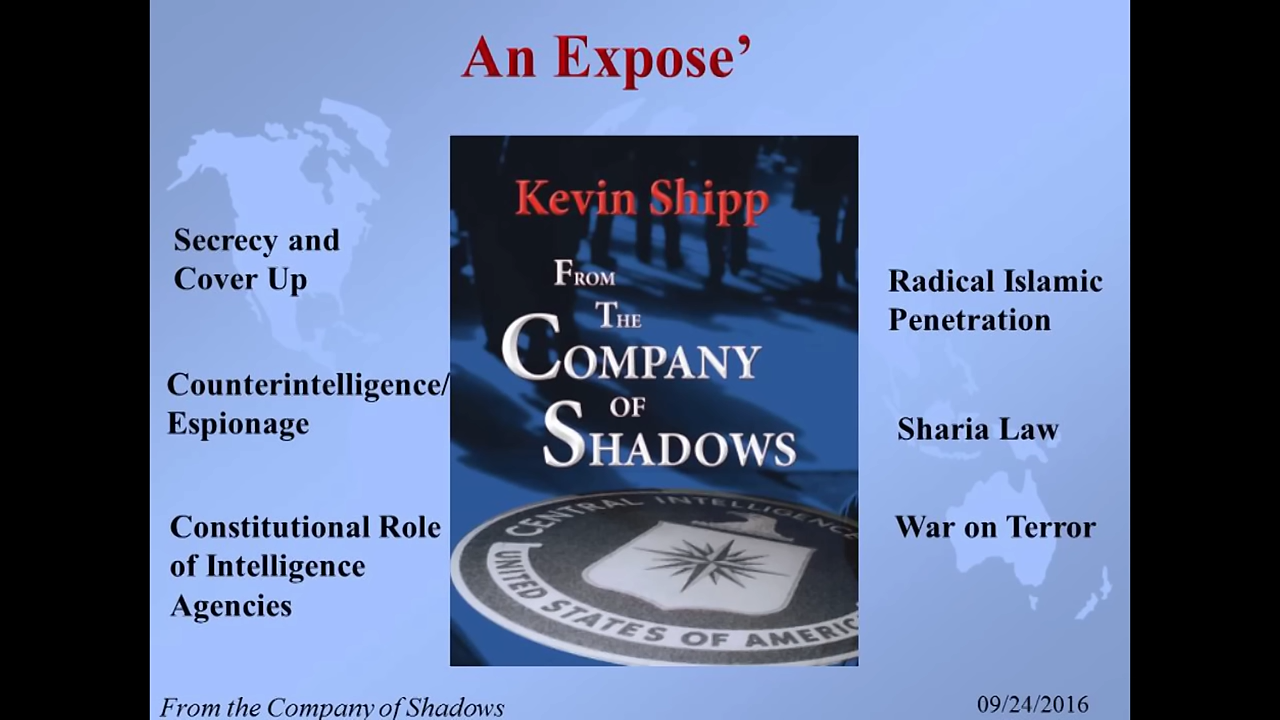 An Expose’
Secrecy and
Cover Up
Counterintelligence/
Espionage
Constitutional Role
of Intelligence
Agencies
Kevin Shipp
FROM
THE
COMPANY
OF
SHADOWS
CENTRAL INTELLIGENCE
UNITED STATES OF AMERIC
Radical Islamic
Penetration
Sharia Law
War on Terror
From the Company of Shadows
09/24/2016